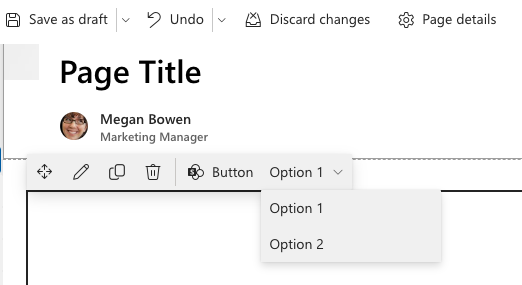 Save as draft Undo Discard changes Page details
Page Title
Megan Bowen
Marketing Manager
Button Option 1
Option 1
Option 2